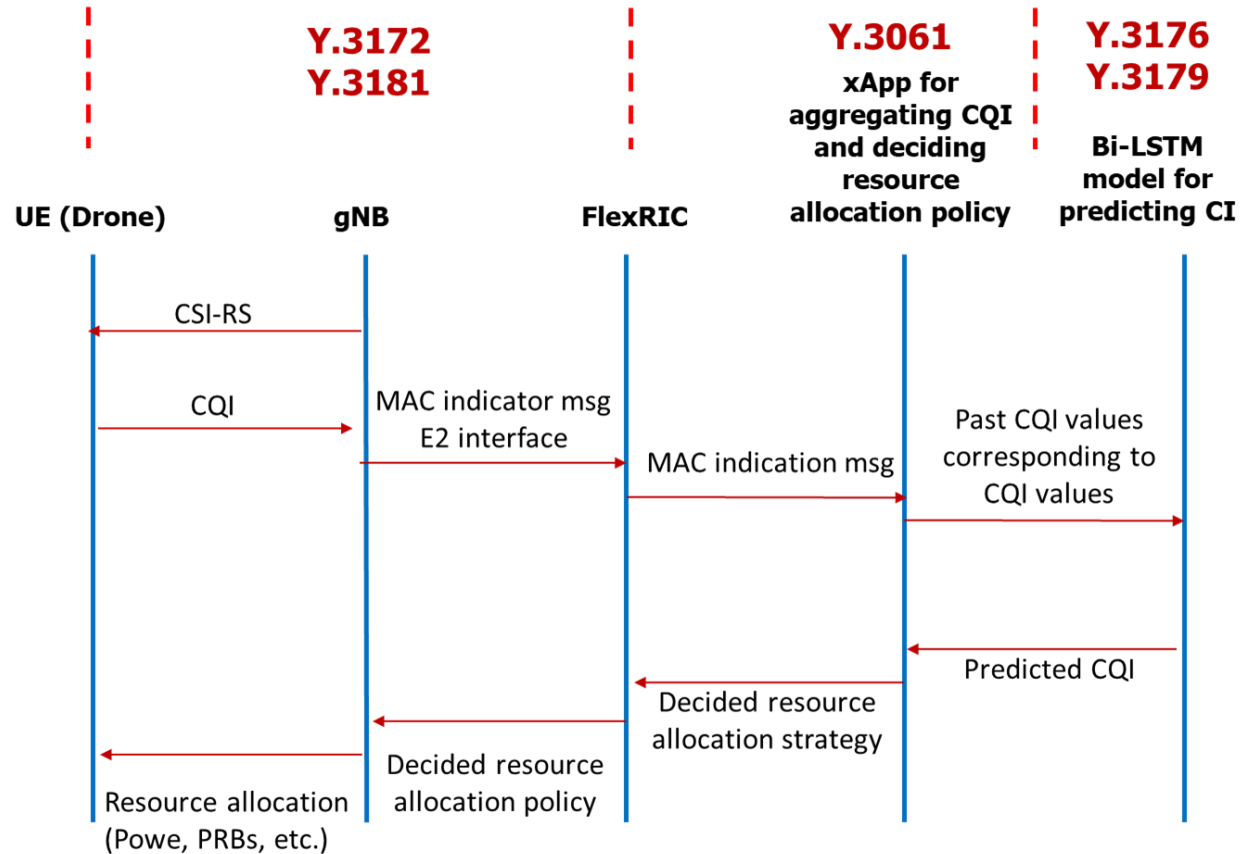 Y.3172
Y.3181
Y.3061
Y.3176
Y.3179
xApp for
aggregating CQI
and deciding
resource
allocation policy
Bi-LSTM
model for
predicting CI
UE (Drone)
gNB
FlexRIC
CSI-RS
CQI
MAC indicator msg
E2 interface
MAC indication msg
Past CQI values
corresponding to
CQI values
Predicted CQI
Decided resource
allocation strategy
Decided resource
allocation policy
Resource allocation
(Powe, PRBs, etc.)